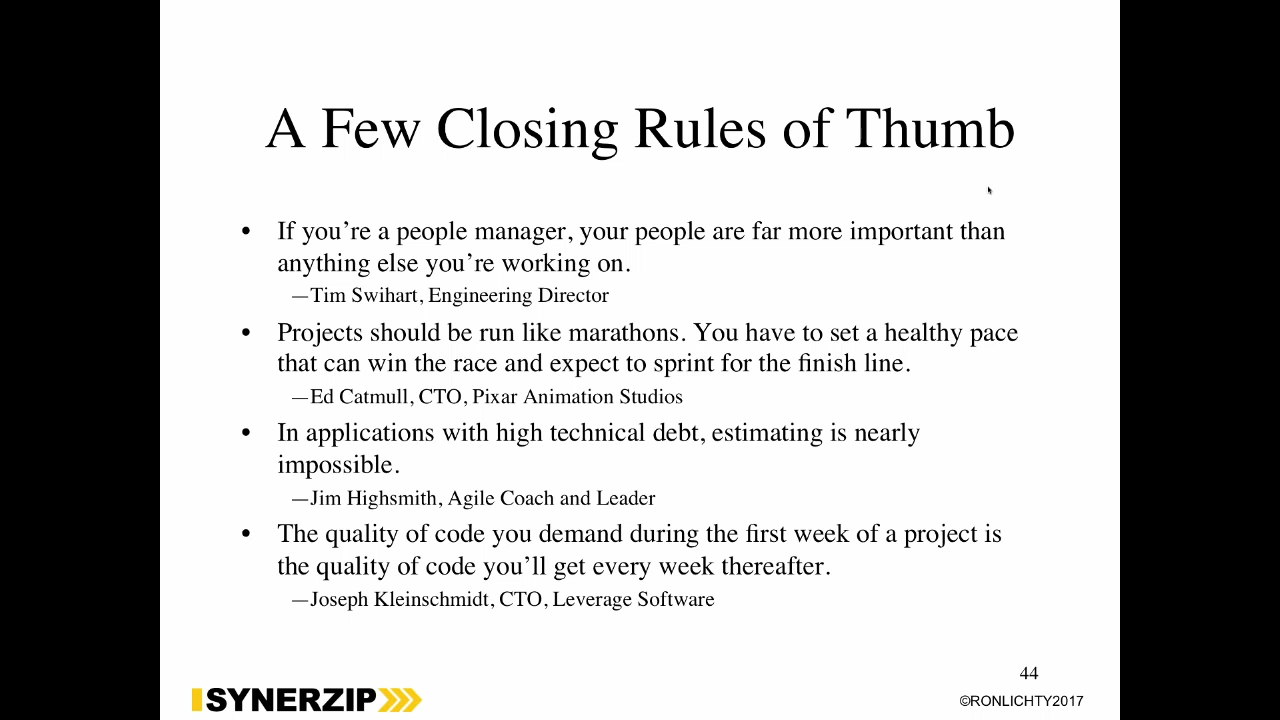 A Few Closing Rules of Thumb
• If you’re a people manager, your people are far more important than
anything else you’re working on.
—Tim Swihart, Engineering Director
• Projects should be run like marathons. You have to set a healthy pace
that can win the race and expect to sprint for the finish line.
—Ed Catmull, CTO, Pixar Animation Studios
• In applications with high technical debt, estimating is nearly
impossible.
—Jim Highsmith, Agile Coach and Leader
• The quality of code you demand during the first week of a project is
the quality of code you’ll get every week thereafter.
—Joseph Kleinschmidt, CTO, Leverage Software
44
SYNERZIP
©RONLICHTY2017